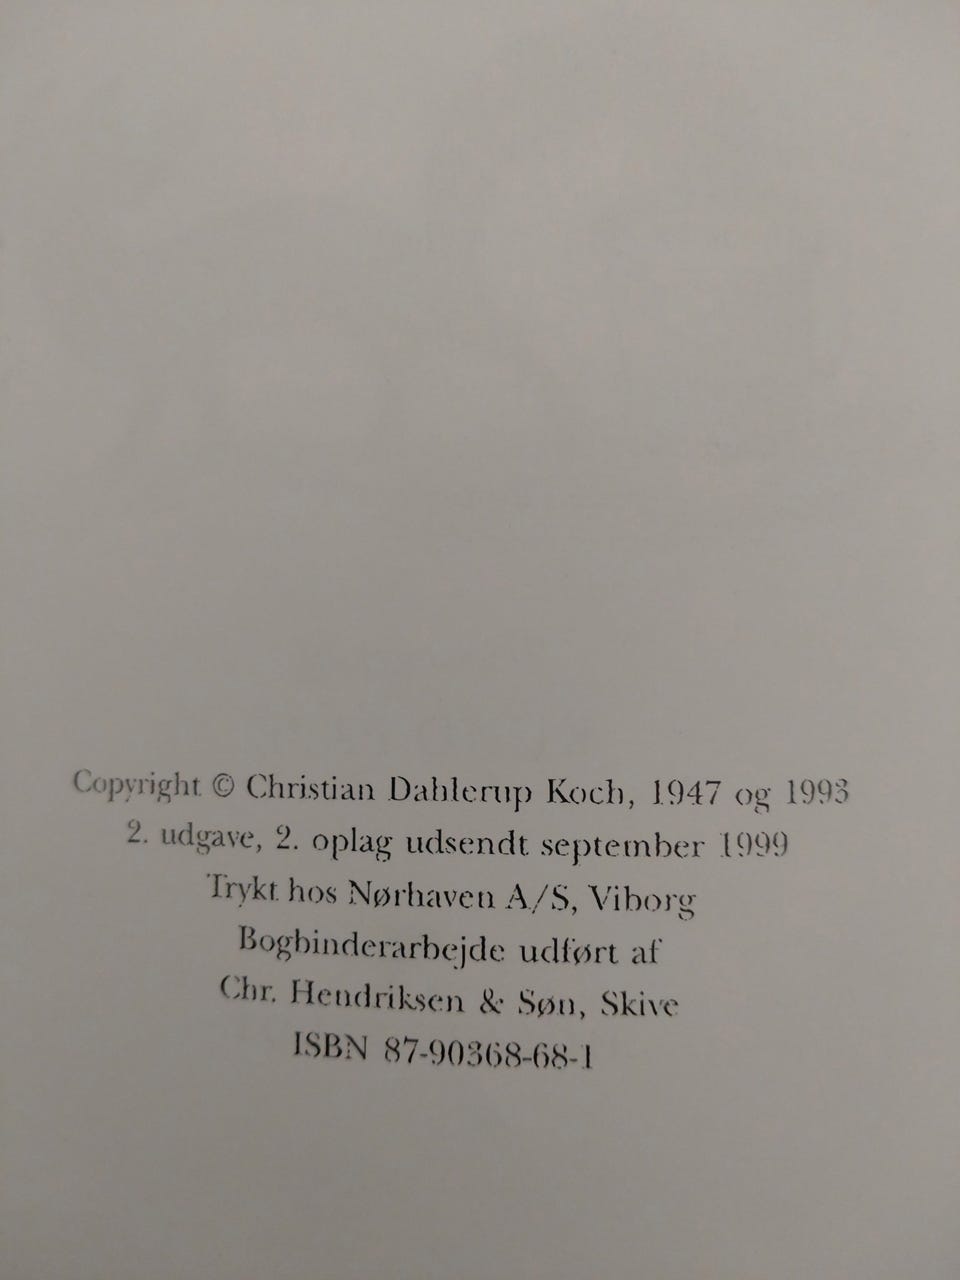 Copyright © Christian Dahlerup Koch, 1947 og 1993
2. udgave, 2. oplag udsendt september 1999
Trykt hos Nørhaven A/S, Viborg
Bogbinderarbejde udført af
Chr. Hendriksen & Søn, Skive
ISBN 87-90368-68-1